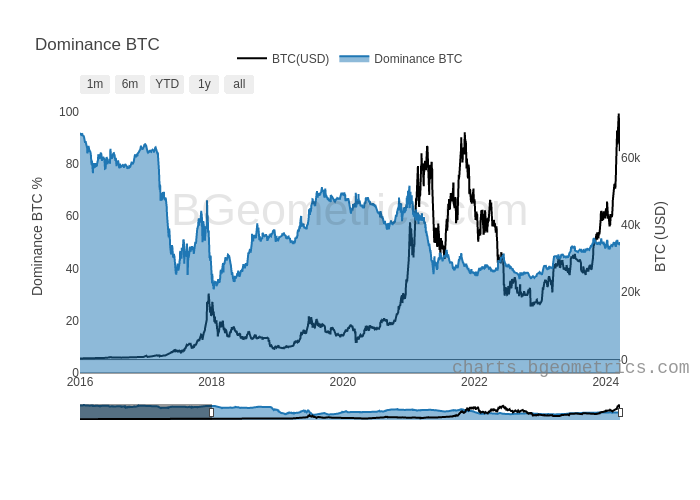 Dominance BTC
BTC(USD) Dominance BTC
1m 6m YTD 1y all
100
80
60
40
20
0
Dominance BTC %
BGeometrics.com
60k
40k
20k
0
BTC (USD)
charts.bgeometrics.com
2016 2018 2020 2022 2024